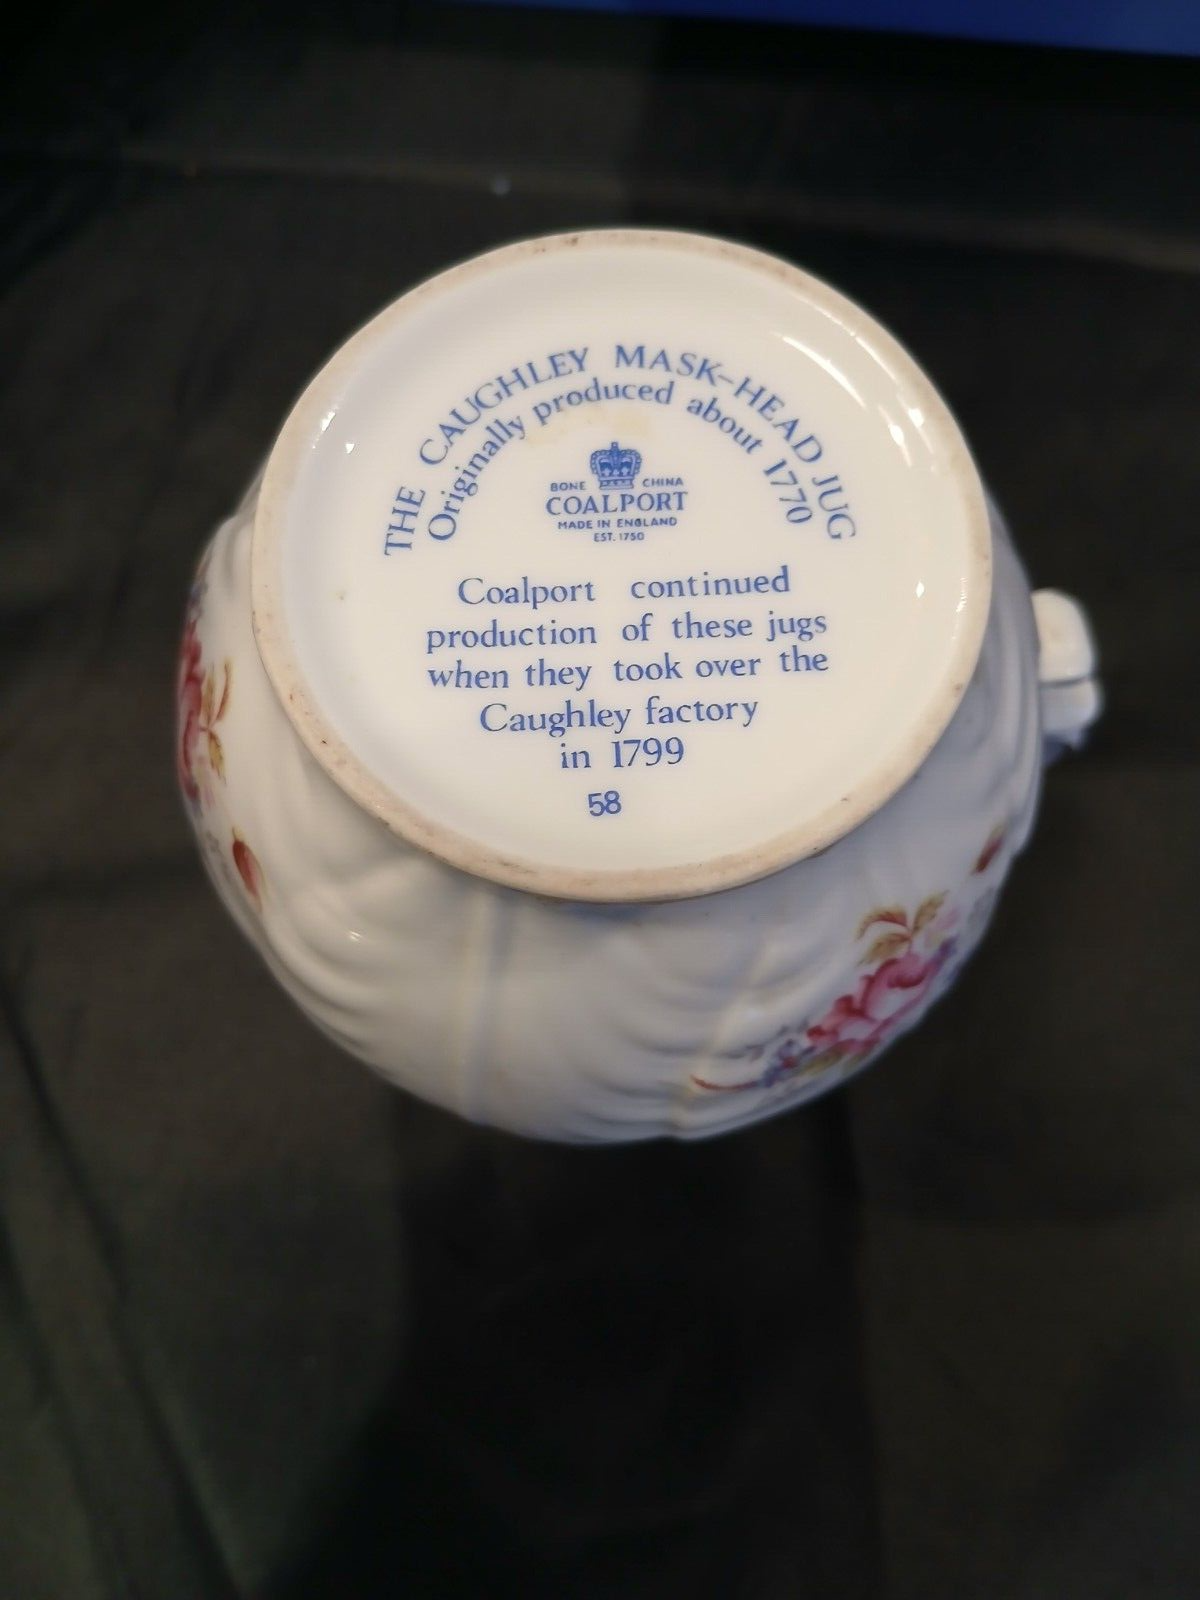 THE CAUGHLEY MASK-HEAD JUG
Originally produced about 1770
BONE CHINA
COALPORT
MADE IN ENGLAND
EST. 1750
Coalport continued
production of these jugs
when they took over the
Caughley factory
in 1799
58